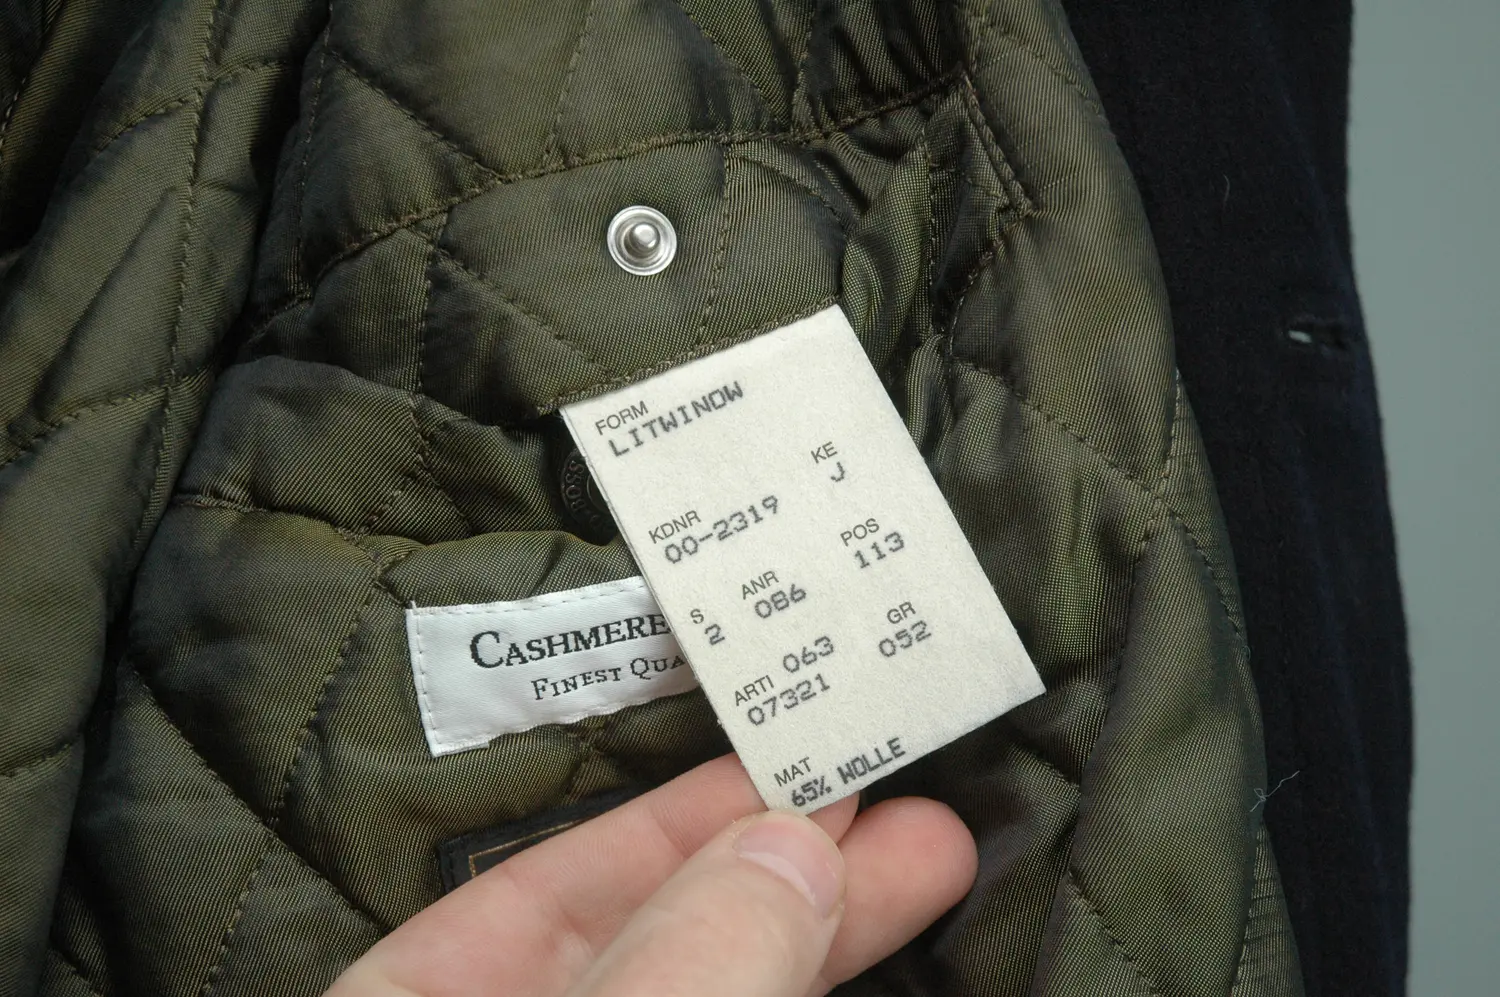 FORM
LITWINOW
KE
J
KDNR
00-2319
POS
113
S
2
ANR
086
GR
052
ARTI 063
07321
MAT
65% WOLLE
CASHMERE
FINEST